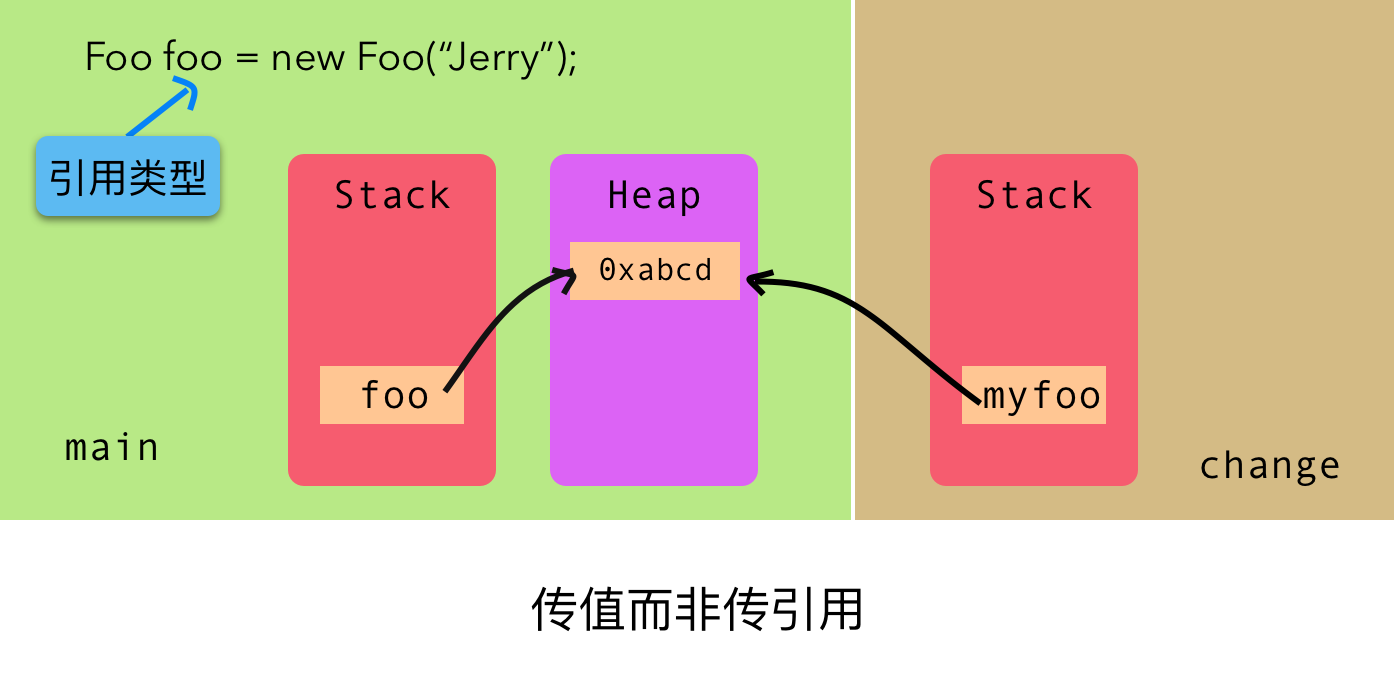 Foo foo = new Foo(“Jerry”);
引用类型
Stack
Heap
Stack
0xabcd
foo
myfoo
main
change
传值而非传引用